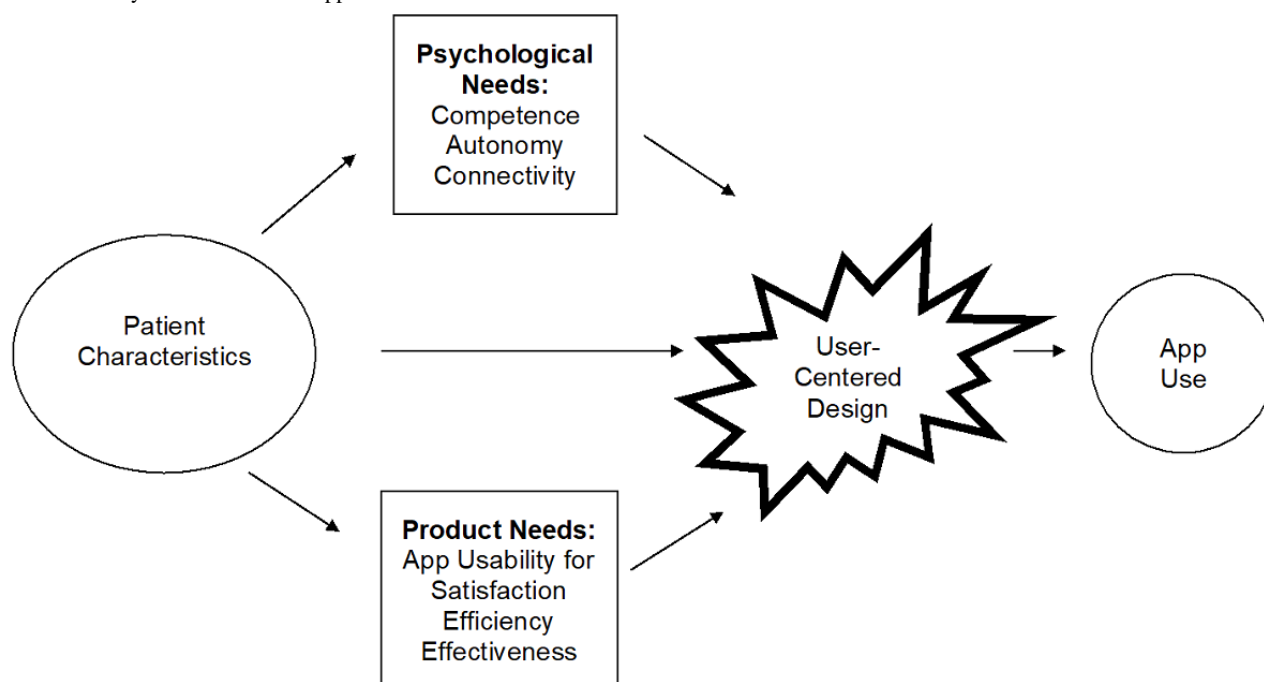 Psychological
Needs:
Competence
Autonomy
Connectivity
Patient
Characteristics
User-
Centered
Design
App
Use
Product Needs:
App Usability for
Satisfaction
Efficiency
Effectiveness